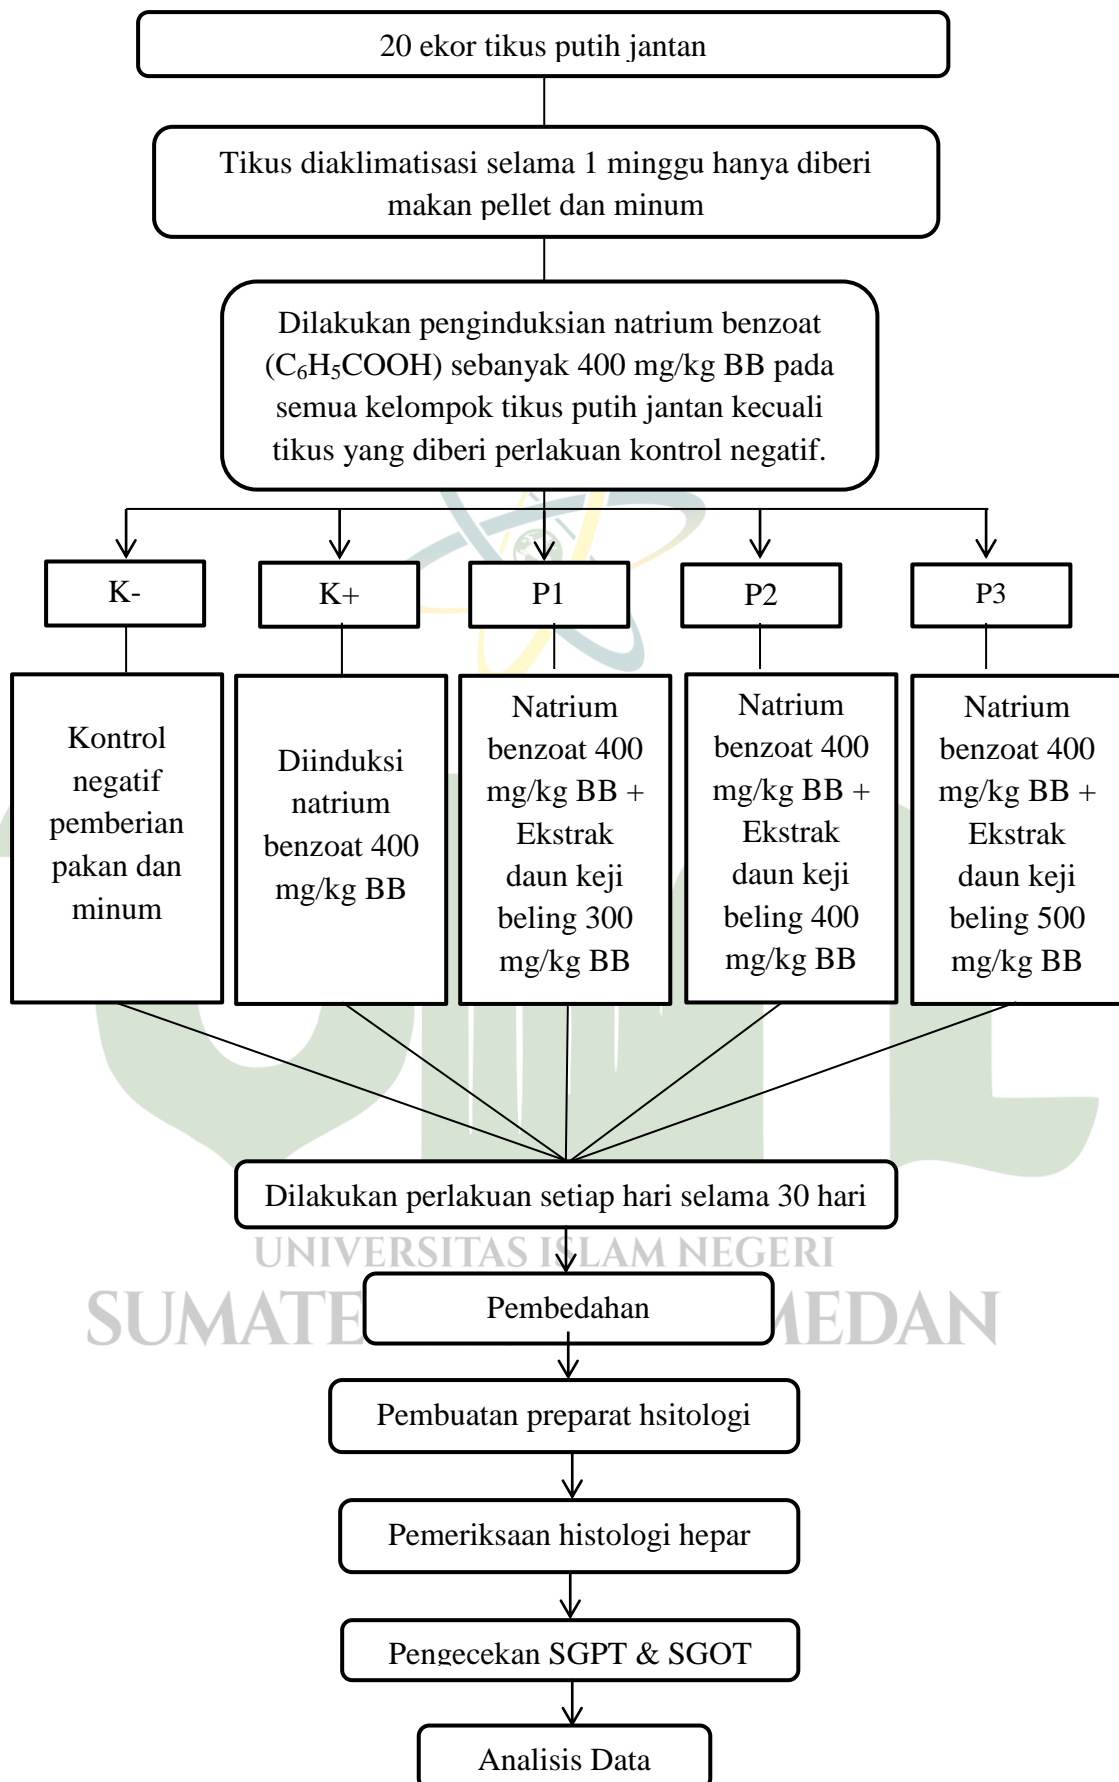 20 ekor tikus putih jantan
Tikus diaklimatisasi selama 1 minggu hanya diberi
makan pellet dan minum
Dilakukan penginduksian natrium benzoat
(C₆H₅COOH) sebanyak 400 mg/kg BB pada
semua kelompok tikus putih jantan kecuali
tikus yang diberi perlakuan kontrol negatif.
K-
K+
P1
P2
P3
Kontrol
negatif
pemberian
pakan dan
minum
Diinduksi
natrium
benzoat 400
mg/kg BB
Natrium
benzoat 400
mg/kg BB +
Ekstrak
daun keji
beling 300
mg/kg BB
Natrium
benzoat 400
mg/kg BB +
Ekstrak
daun keji
beling 400
mg/kg BB
Natrium
benzoat 400
mg/kg BB +
Ekstrak
daun keji
beling 500
mg/kg BB
Dilakukan perlakuan setiap hari selama 30 hari
UNIVERSITAS ISLAM NEGERI
Pembedahan
SUMATE MEDAN
Pembuatan preparat hsitologi
Pemeriksaan histologi hepar
Pengecekan SGPT & SGOT
Analisis Data